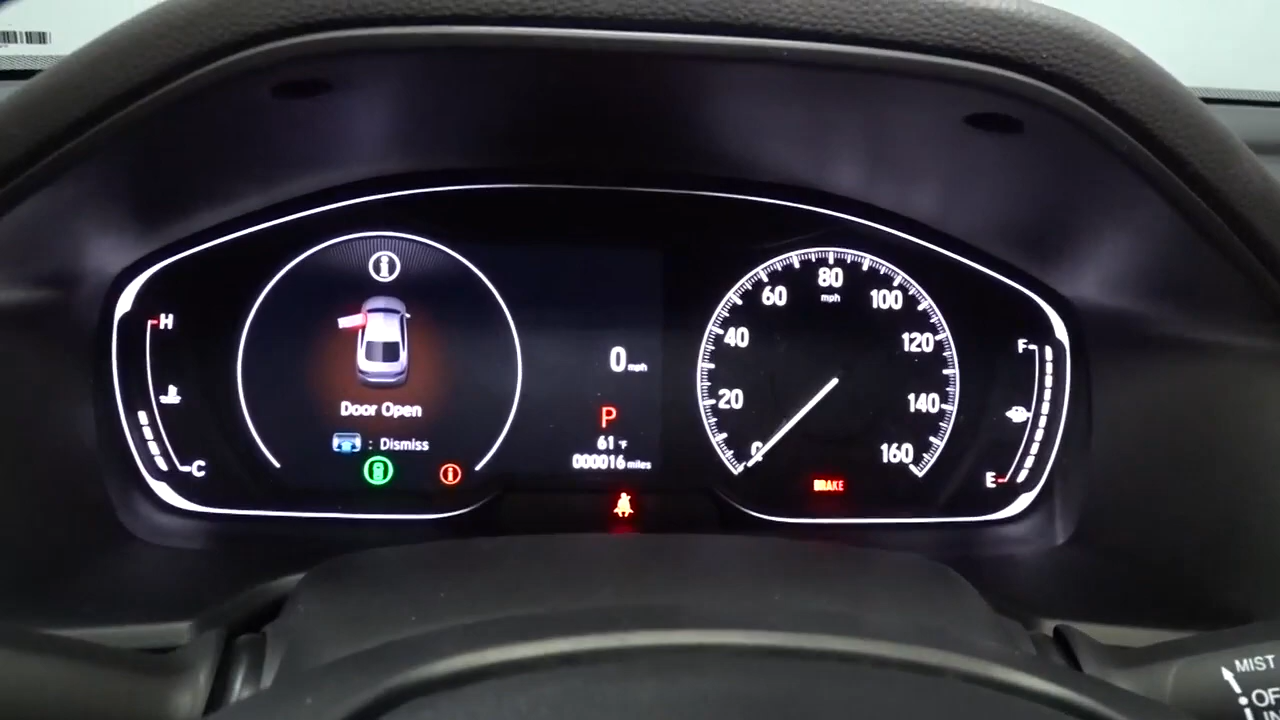 H
C
Door Open
: Dismiss
0 mph
P
61 °F
000016 miles
0
20
40
60
80
mph
100
120
140
160
BRAKE
F
E
MIST